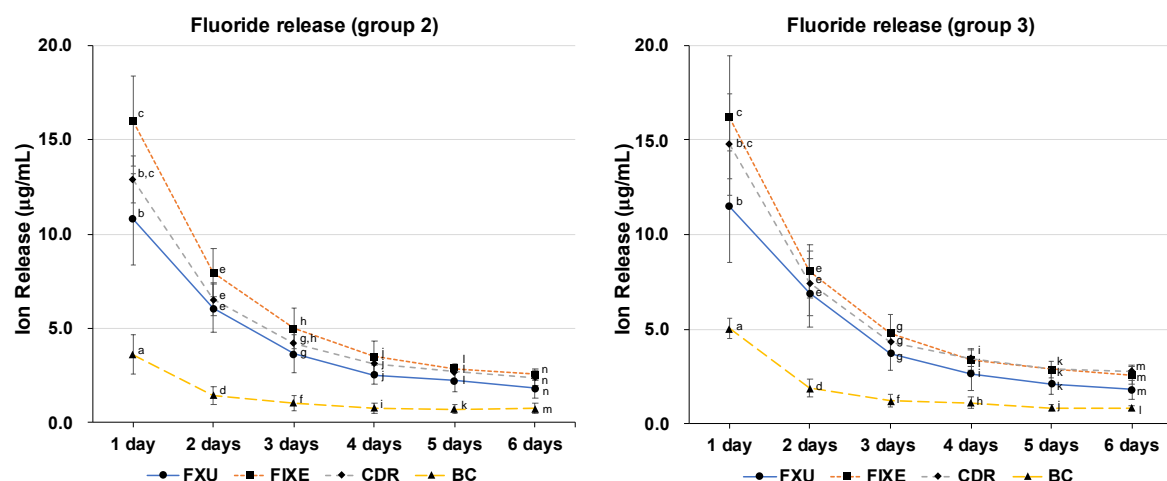 Fluoride release (group 2)
20.0
15.0
10.0
5.0
0.0
Ion Release (µg/mL)
c
b,c
b
a
e
e
e
d
h
g,h
g
f
j
j
j
i
l
l
l
k
n
n
n
m
1 day 2 days 3 days 4 days 5 days 6 days
FXU FIXE CDR BC
Fluoride release (group 3)
20.0
15.0
10.0
5.0
0.0
Ion Release (µg/mL)
c
b,c
b
a
e
e
e
d
g
g
g
f
i
i
i
h
k
k
k
j
m
m
m
l
1 day 2 days 3 days 4 days 5 days 6 days
FXU FIXE CDR BC